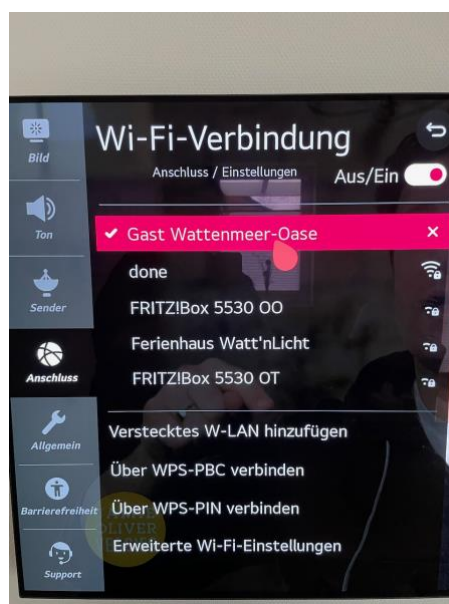 Wi-Fi-Verbindung
Anschluss / Einstellungen
Aus/Ein
Bild
Ton
Sender
Anschluss
Allgemein
Barrierefreiheit
Support
Gast Wattenmeer-Oase
done
FRITZ!Box 5530 OO
Ferienhaus Watt'nLicht
FRITZ!Box 5530 OT
Verstecktes W-LAN hinzufügen
Über WPS-PBC verbinden
Über WPS-PIN verbinden
Erweiterte Wi-Fi-Einstellungen
OLIVER